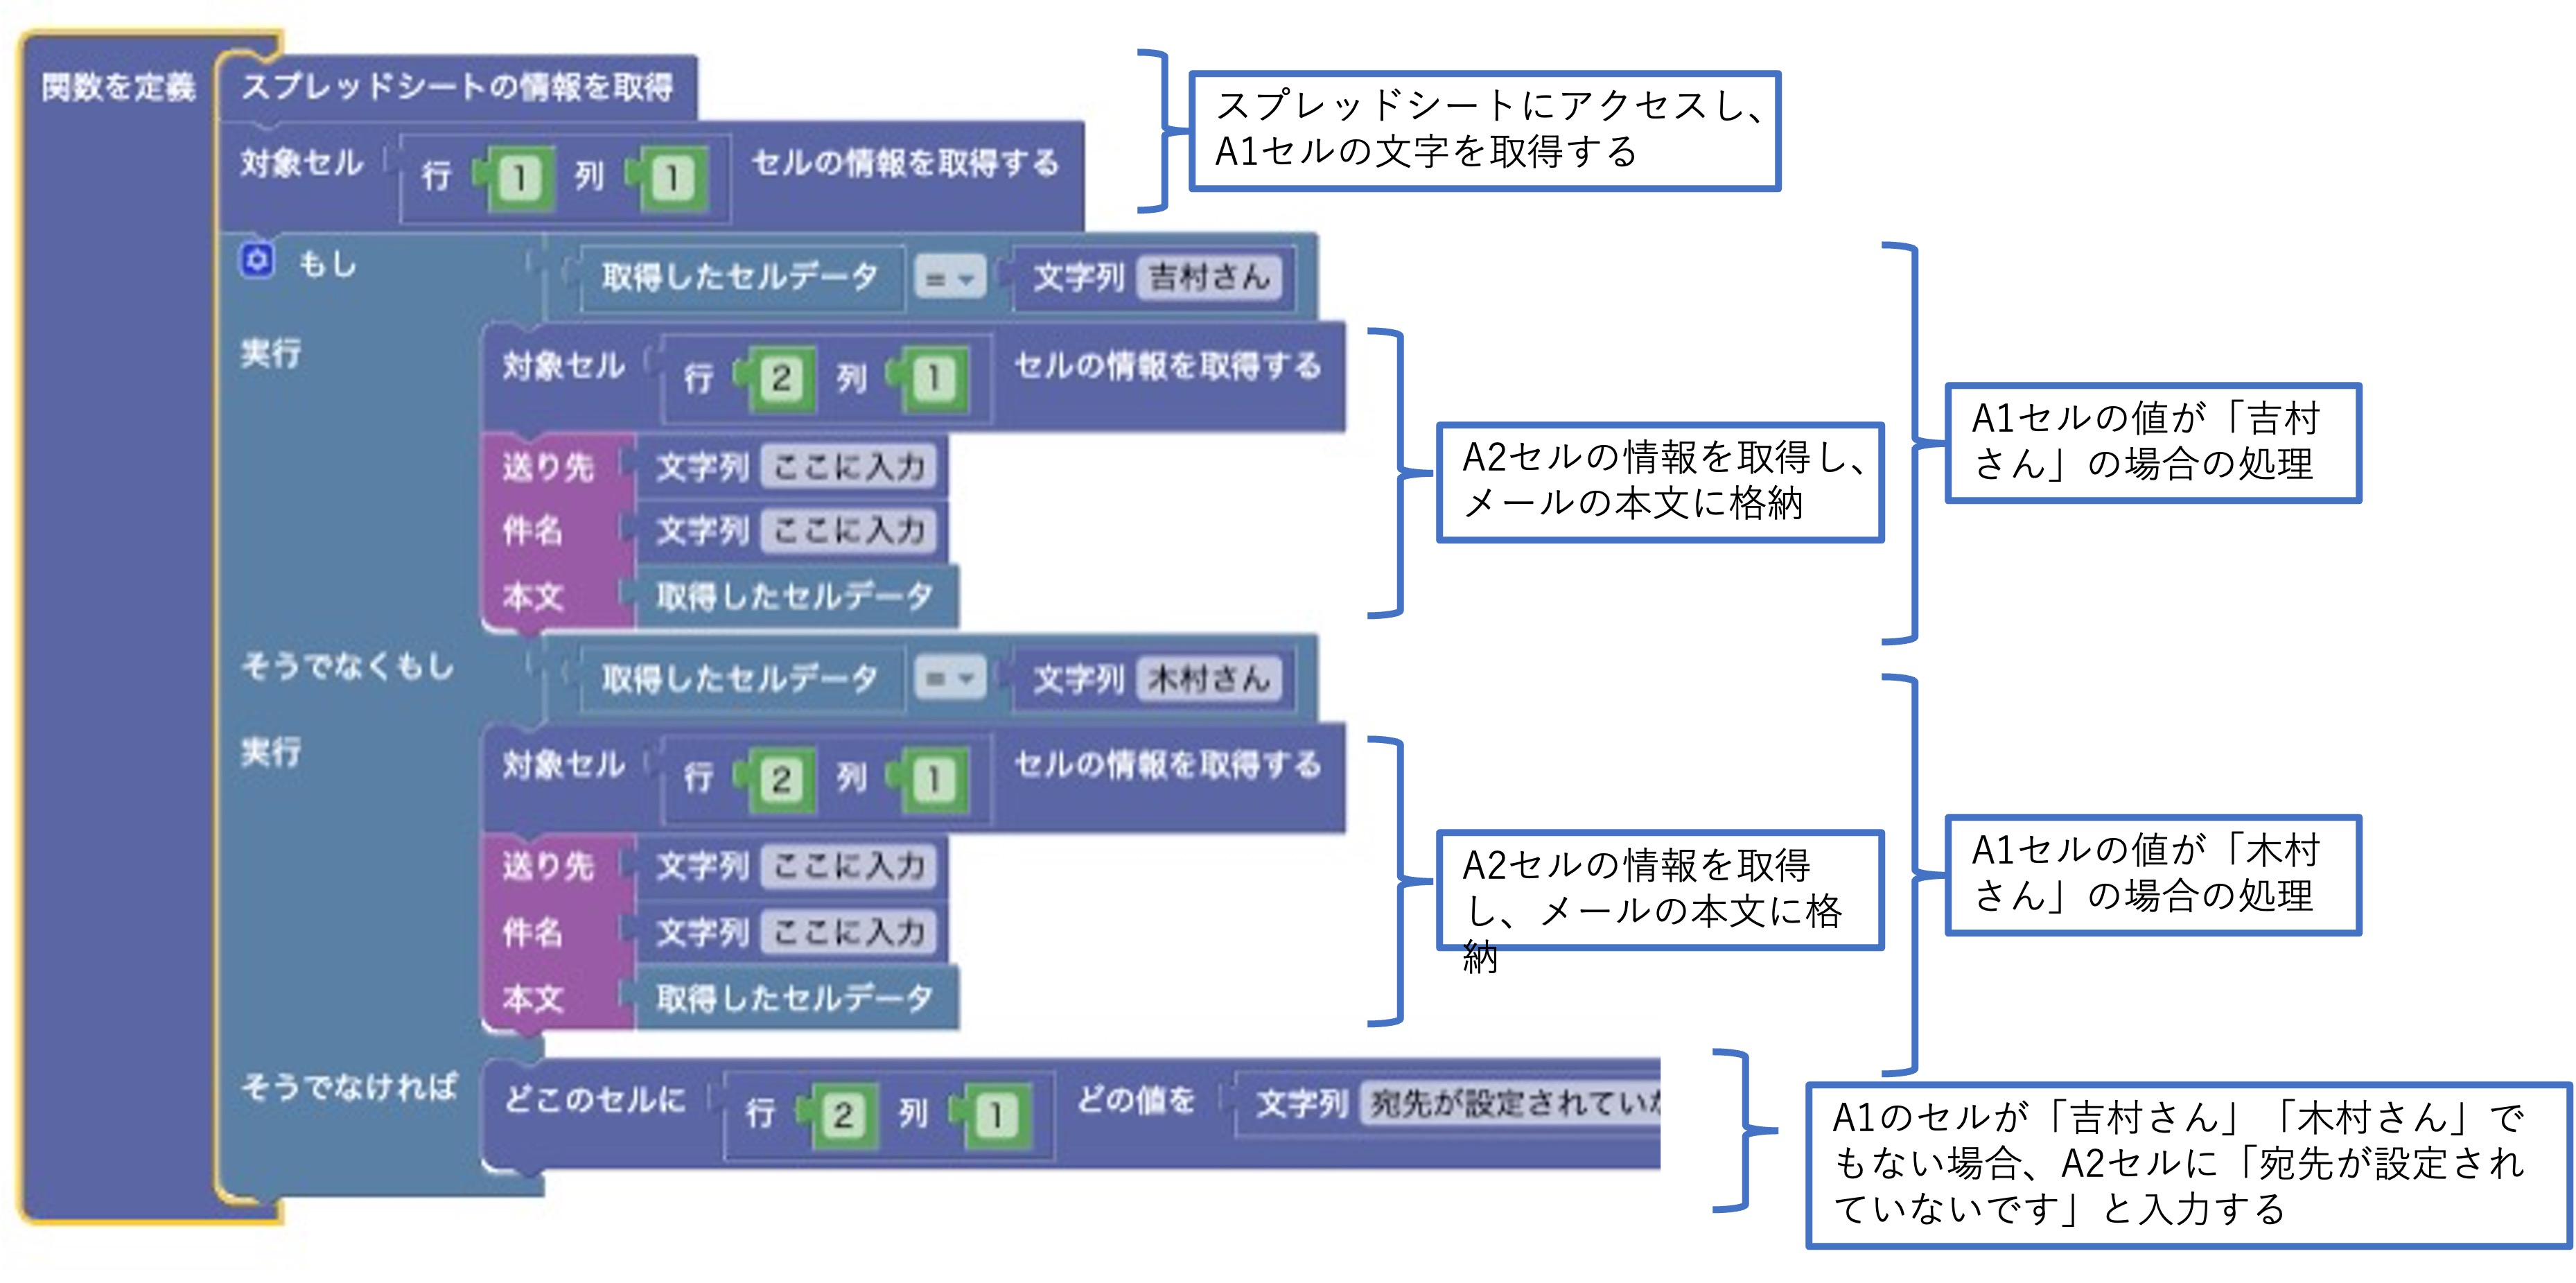 関数を定義 スプレッドシートの情報を取得
対象セル 行 1 列 1 セルの情報を取得する
スプレッドシートにアクセスし、
A1セルの文字を取得する
もし 取得したセルデータ = 文字列 吉村さん
実行 対象セル 行 2 列 1 セルの情報を取得する
送り先 文字列 ここに入力
件名 文字列 ここに入力
本文 取得したセルデータ
A2セルの情報を取得し、
メールの本文に格納
A1セルの値が「吉村
さん」の場合の処理
そうでなくもし 取得したセルデータ = 文字列 木村さん
実行 対象セル 行 2 列 1 セルの情報を取得する
送り先 文字列 ここに入力
件名 文字列 ここに入力
本文 取得したセルデータ
A2セルの情報を取得
し、メールの本文に格
納
A1セルの値が「木村
さん」の場合の処理
そうでなければ どこのセルに 行 2 列 1 どの値を 文字列 宛先が設定されていな
A1のセルが「吉村さん」「木村さん」で
もない場合、A2セルに「宛先が設定され
ていないです」と入力する